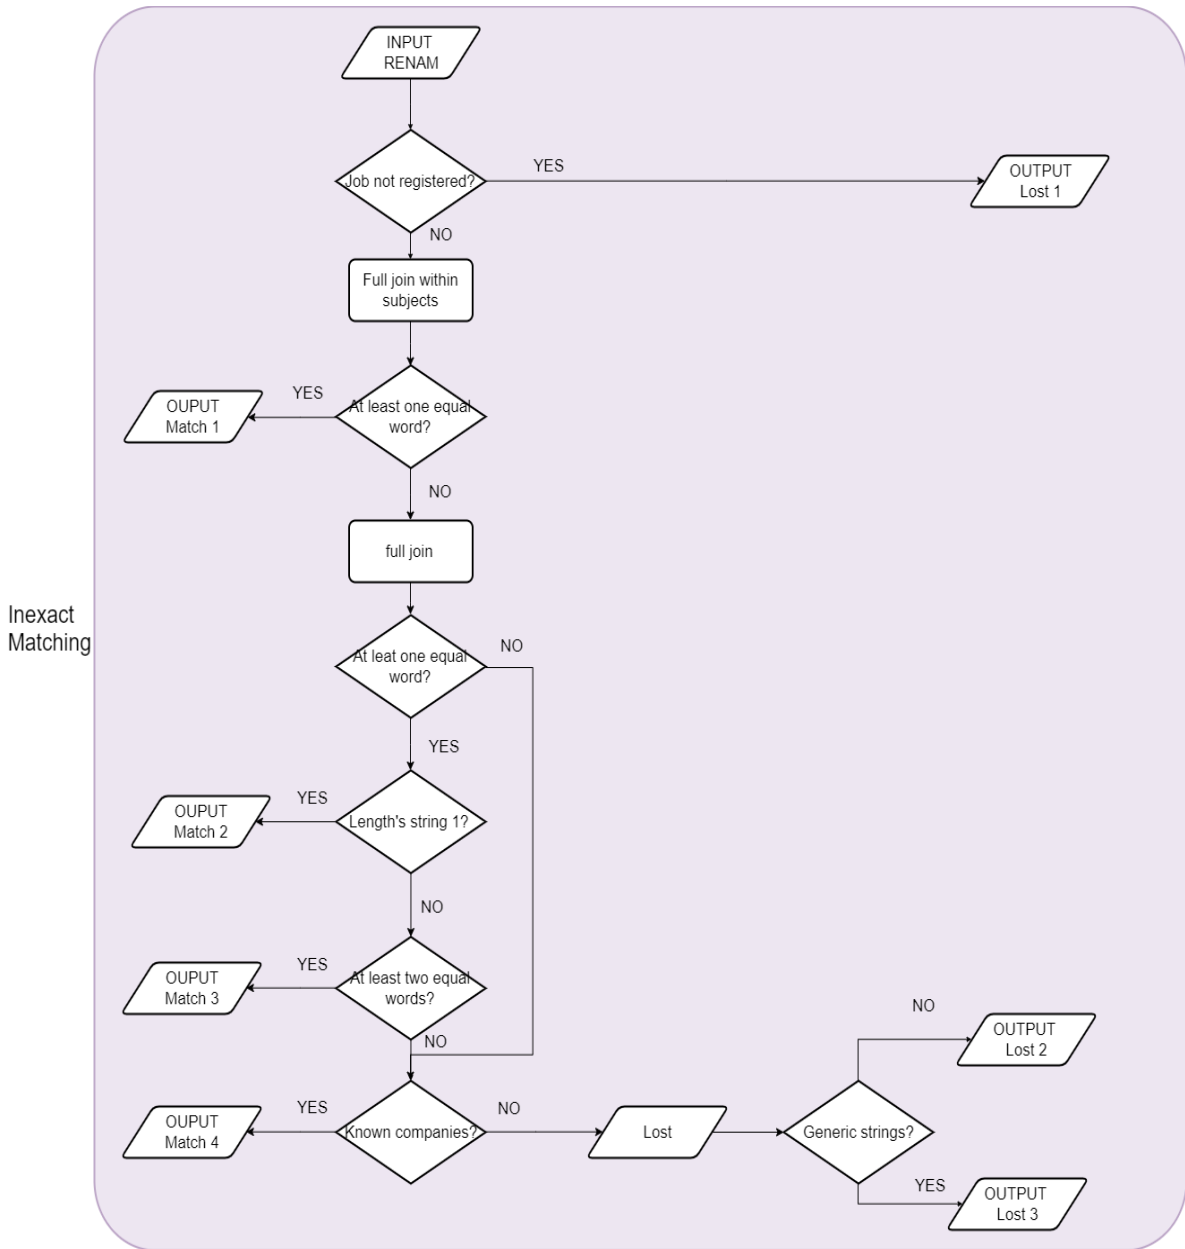 INPUT
RENAM
Job not registered?
YES
OUTPUT
Lost 1
NO
Full join within
subjects
At least one equal
word?
YES
OUPUT
Match 1
NO
full join
Inexact
Matching
At leat one equal
word?
NO
YES
Length's string 1?
YES
OUPUT
Match 2
NO
At least two equal
words?
YES
OUPUT
Match 3
NO
Known companies?
YES
OUPUT
Match 4
NO
Lost
Generic strings?
NO
OUTPUT
Lost 2
YES
OUTPUT
Lost 3